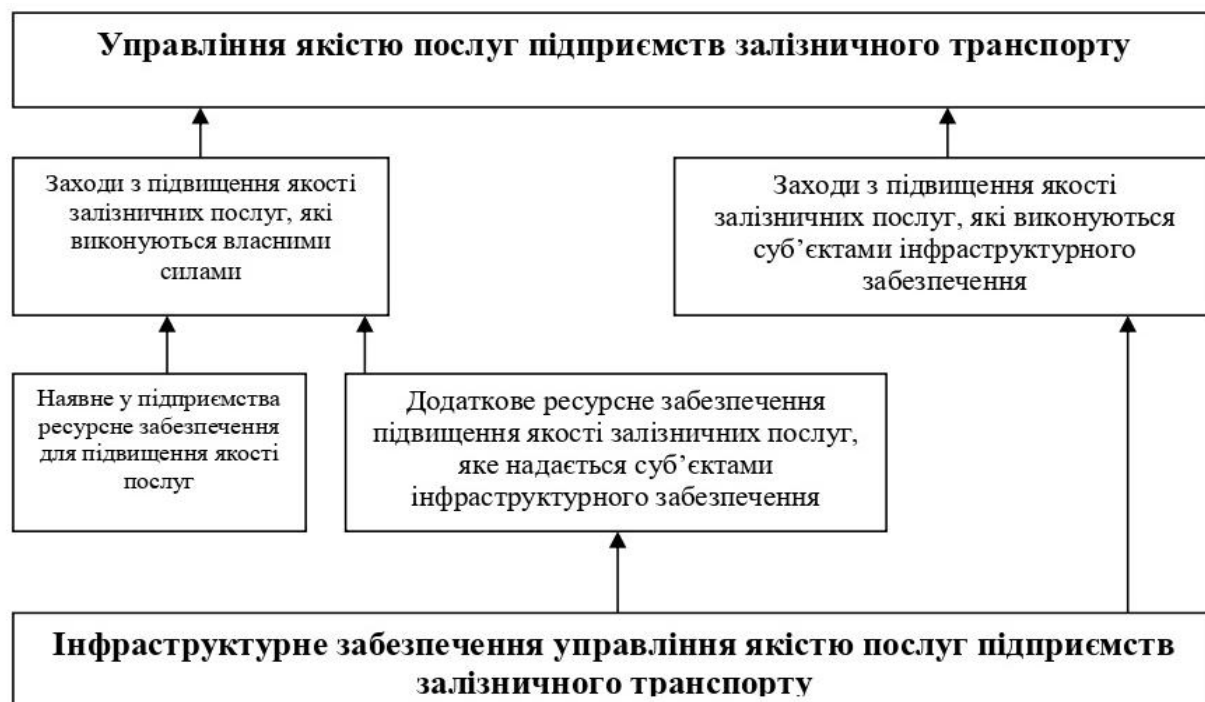 Управління якістю послуг підприємств залізничного транспорту
Заходи з підвищення якості
залізничних послуг, які
виконуються власними
силами
Заходи з підвищення якості
залізничних послуг, які виконуються
суб’єктами інфраструктурного
забезпечення
Наявне у підприємства
ресурсне забезпечення
для підвищення якості
послуг
Додаткове ресурсне забезпечення
підвищення якості залізничних послуг,
яке надається суб’єктами
інфраструктурного забезпечення
Інфраструктурне забезпечення управління якістю послуг підприємств
залізничного транспорту